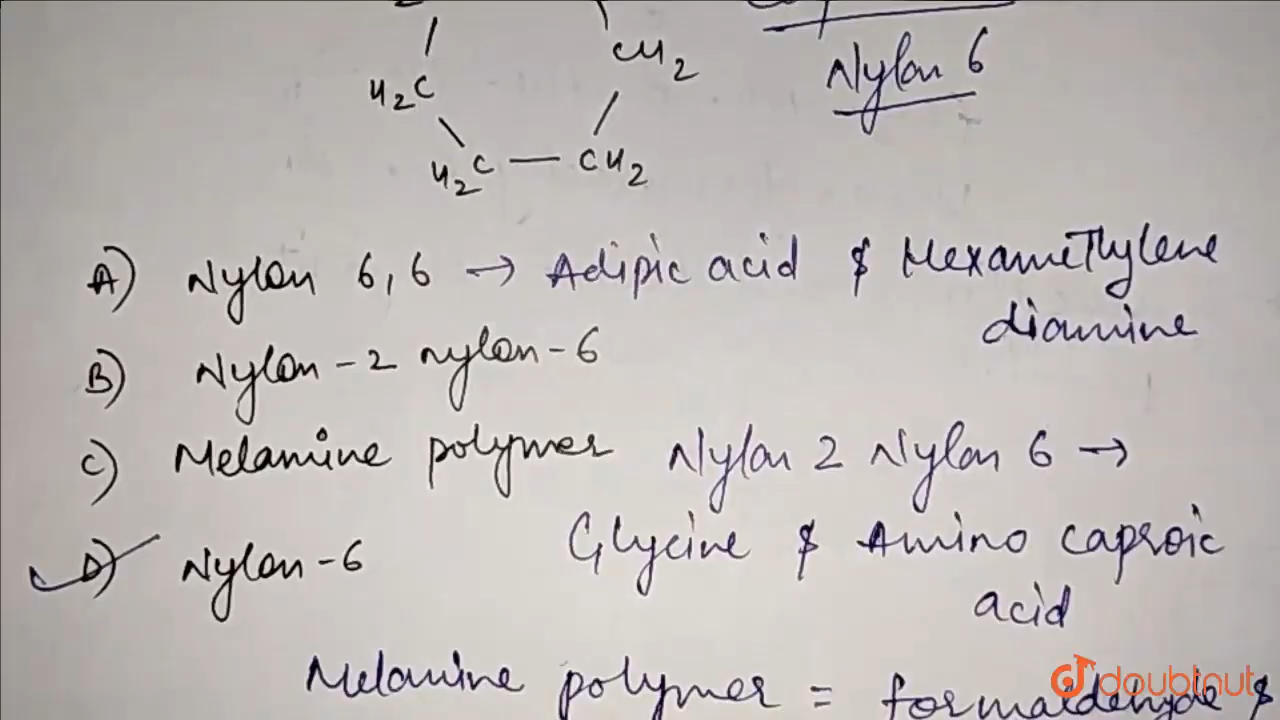 CH2
Nylon 6
H2C
H2C — CH2
A) Nylon 6,6 → Adipic acid & Hexamethylene
diamine
B) Nylon-2 nylon-6
C) Melamine polymer Nylon 2 Nylon 6 →
D) Nylon-6 Glycine & Amino caproic
acid
Melamine polymer = formaldehyde &
doubtnut